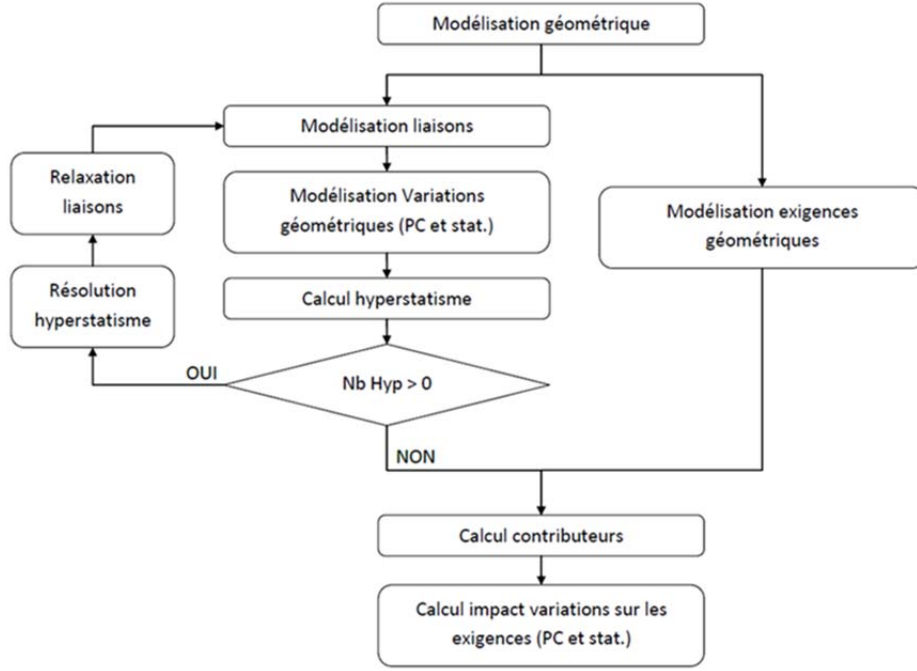 Modélisation géométrique
Modélisation liaisons
Relaxation
liaisons
Modélisation Variations
géométriques (PC et stat.)
Modélisation exigences
géométriques
Résolution
hyperstatisme
Calcul hyperstatisme
OUI
Nb Hyp > 0
NON
Calcul contributeurs
Calcul impact variations sur les
exigences (PC et stat.)